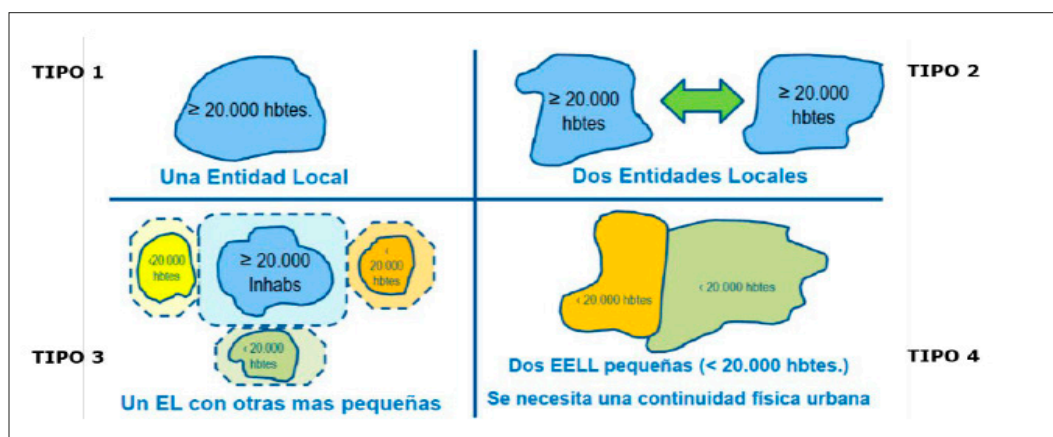 TIPO 1
≥ 20.000 hbtes.
Una Entidad Local
≥ 20.000
hbtes
≥ 20.000
hbtes
Dos Entidades Locales
TIPO 2
TIPO 3
‹20.000
hbtes
≥ 20.000
Inhabs
‹
20.000
hbtes
‹ 20.000
hbtes
Un EL con otras mas pequeñas
‹ 20.000 hbtes
‹ 20.000 hbtes
Dos EELL pequeñas (< 20.000 hbtes.)
Se necesita una continuidad física urbana
TIPO 4